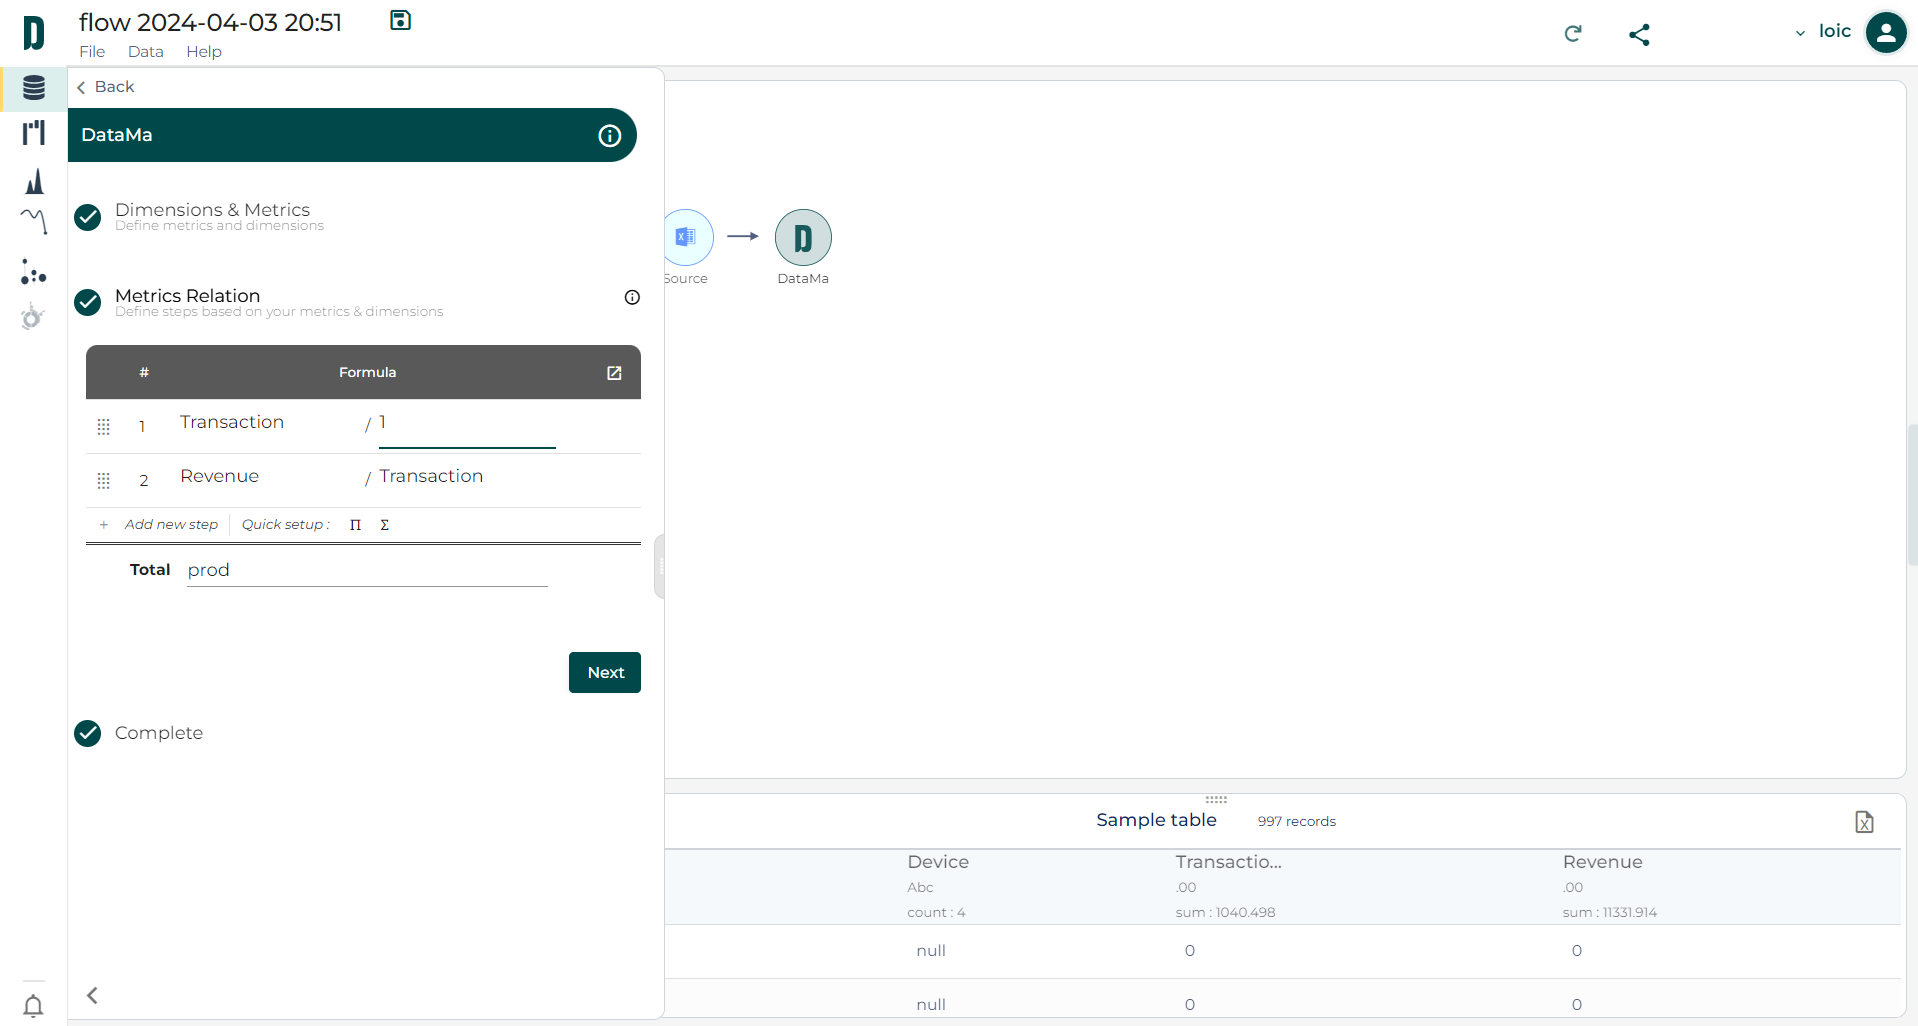 flow 2024-04-03 20:51
File Data Help
loic
Back
DataMa
Dimensions & Metrics
Define metrics and dimensions
Metrics Relation
Define steps based on your metrics & dimensions
# Formula
1 Transaction / 1
2 Revenue / Transaction
+ Add new step Quick setup : Π Σ
Total prod
Next
Complete
Source
DataMa
Sample table 997 records
Device Transactio... Revenue
Abc .00 .00
count : 4 sum : 1040.498 sum : 11331.914
null 0 0
null 0 0